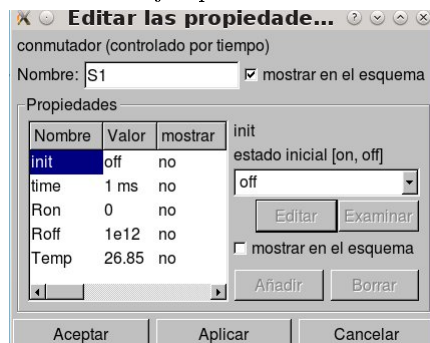 Editar las propiedade...
conmutador (controlado por tiempo)
Nombre: S1
mostrar en el esquema
Propiedades
Nombre Valor mostrar
init off no
time 1 ms no
Ron 0 no
Roff 1e12 no
Temp 26.85 no
init
estado inicial [on, off]
off
Editar Examinar
mostrar en el esquema
Añadir Borrar
Aceptar Aplicar Cancelar